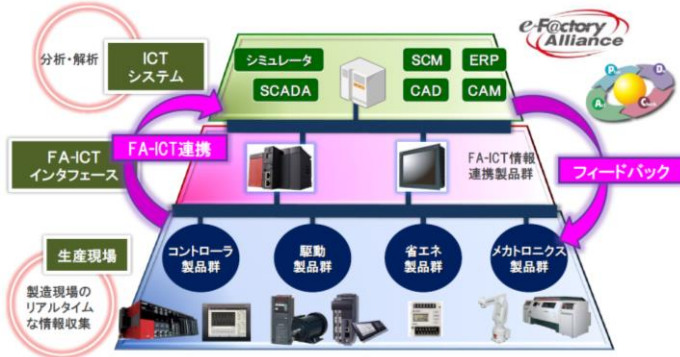 e-F@ctory
Alliance
分析・解析
ICT
システム
シミュレータ
SCADA
SCM
ERP
CAD
CAM
FA-ICT
インタフェース
FA-ICT連携
FA-ICT情報
連携製品群
フィードバック
生産現場
コントローラ
製品群
駆動
製品群
省エネ
製品群
メカトロニクス
製品群
製造現場の
リアルタイム
な情報収集